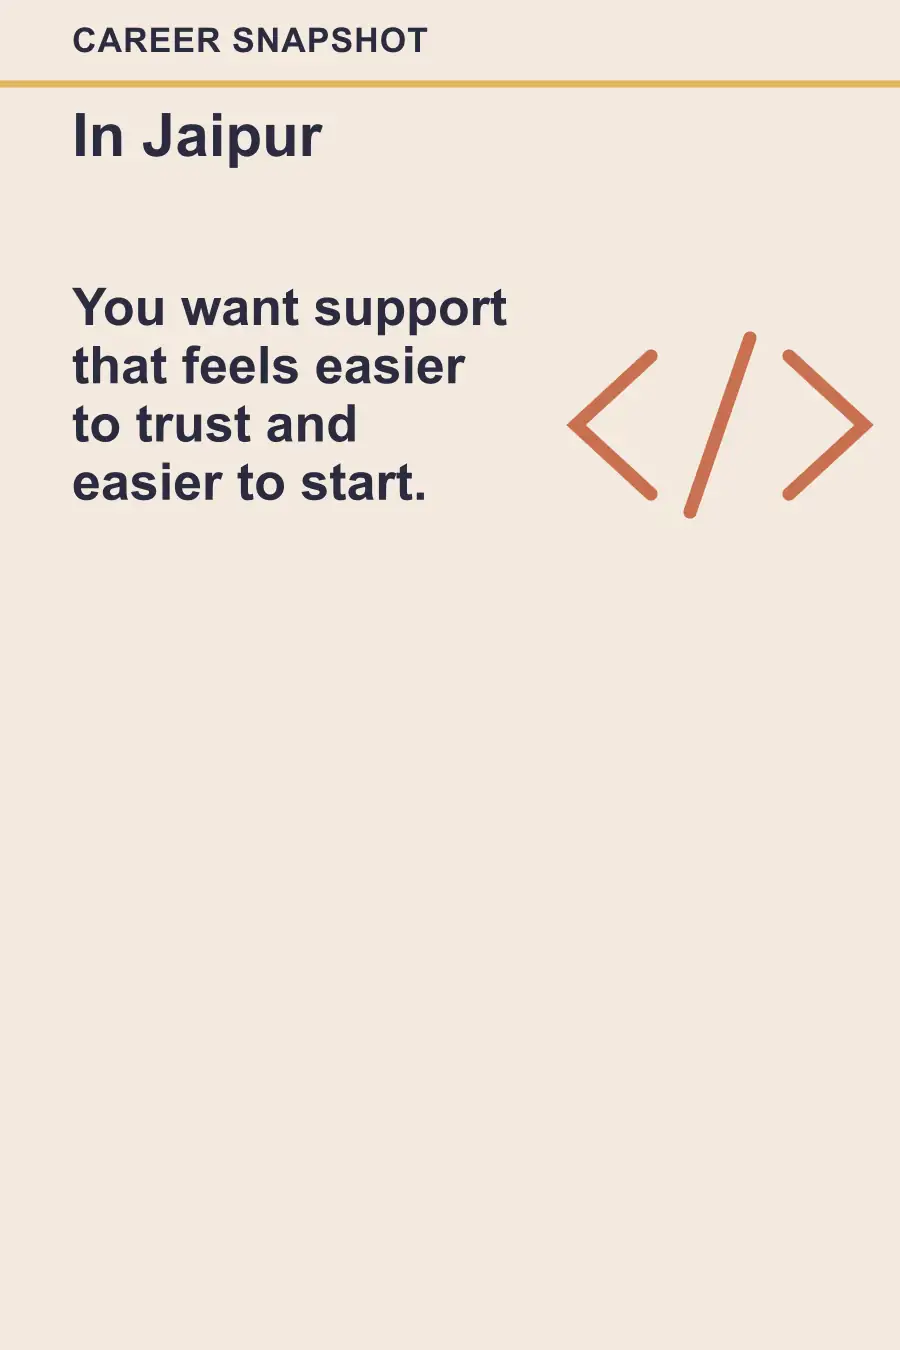 CAREER SNAPSHOT
In Jaipur
You want support
that feels easier
to trust and
easier to start.